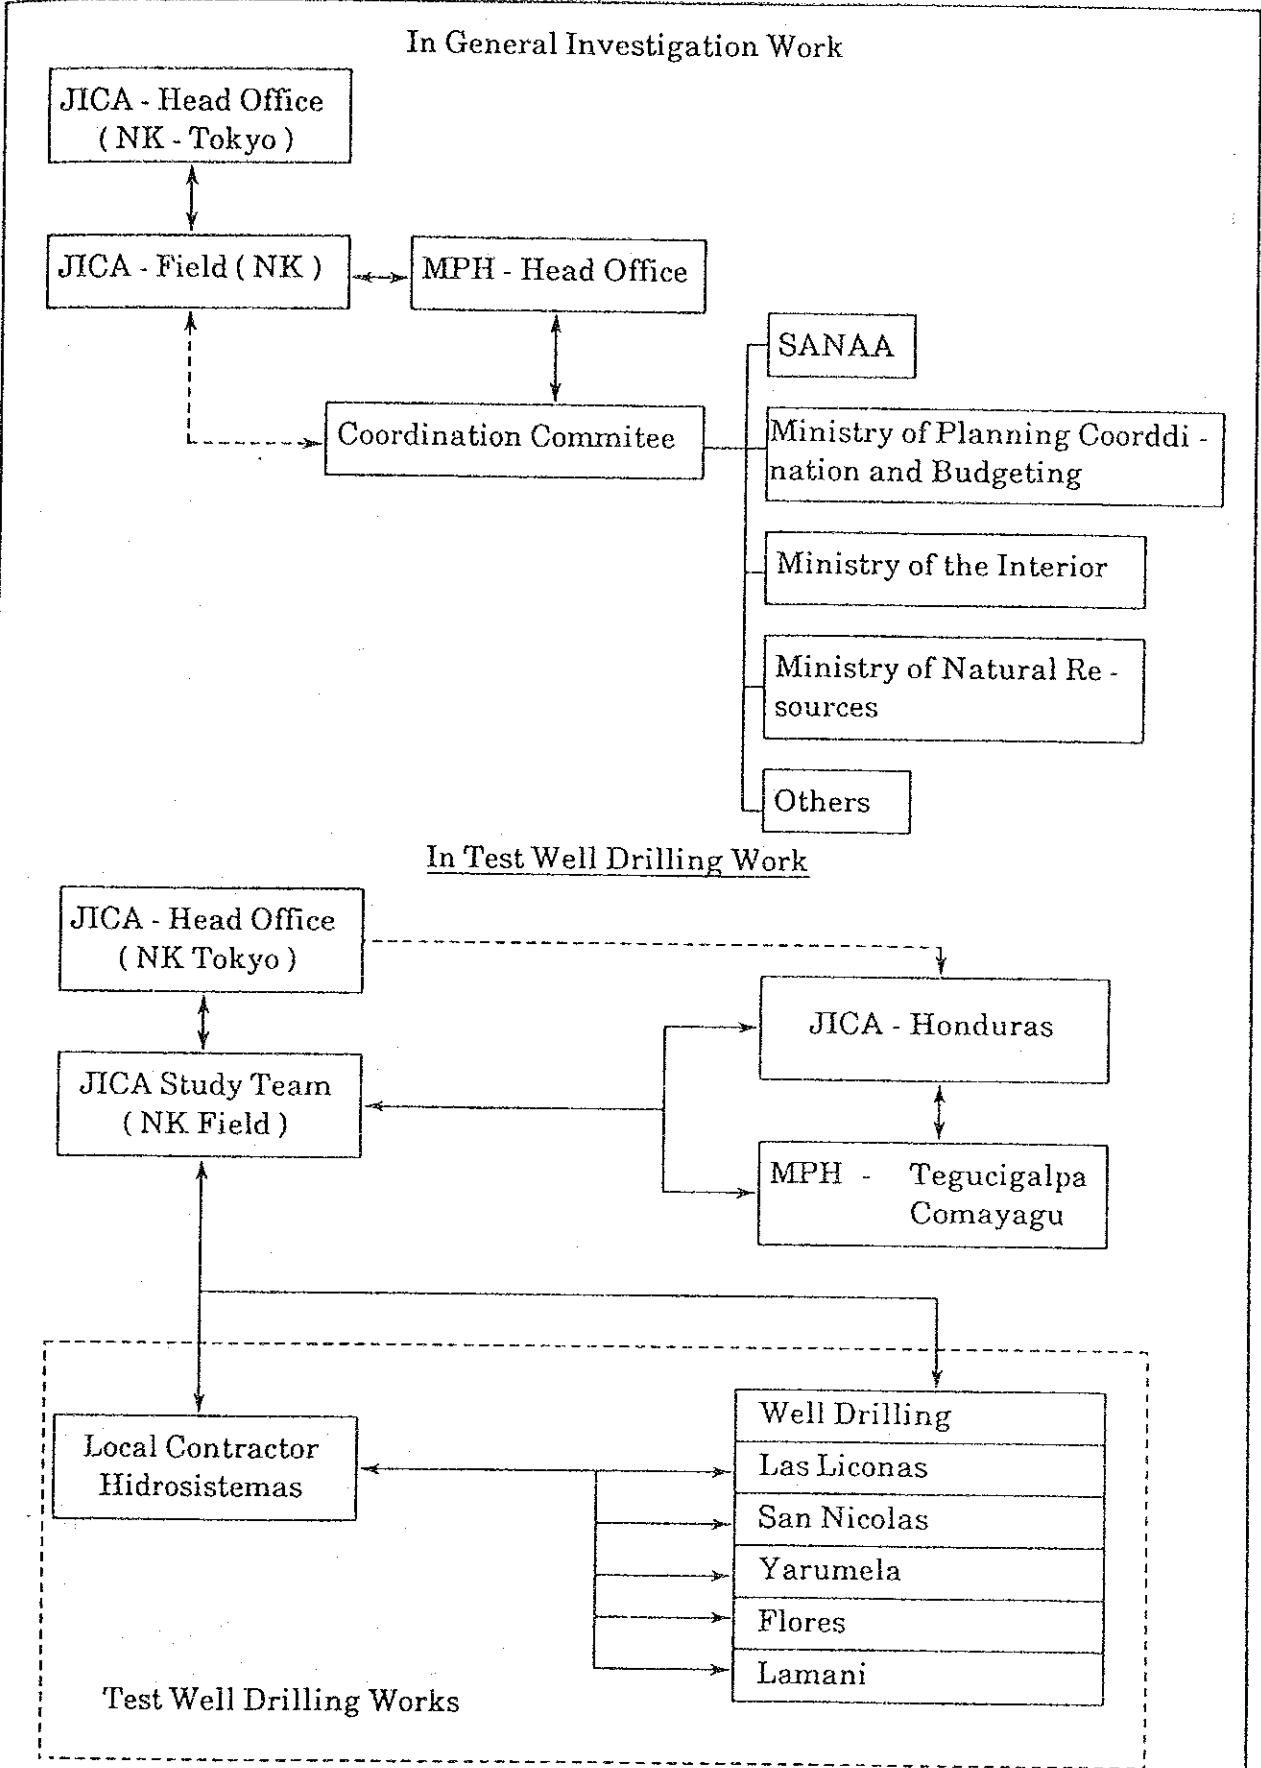 In General Investigation Work
JICA - Head Office
( NK - Tokyo )
JICA - Field ( NK )
MPH - Head Office
SANAA
Coordination Commitee
Ministry of Planning Coorddi -
nation and Budgeting
Ministry of the Interior
Ministry of Natural Re -
sources
Others
In Test Well Drilling Work
JICA - Head Office
( NK Tokyo )
JICA - Honduras
JICA Study Team
( NK Field )
MPH - Tegucigalpa
Comayagu
Well Drilling
Local Contractor
Hidrosistemas
Las Liconas
San Nicolas
Yarumela
Flores
Lamani
Test Well Drilling Works